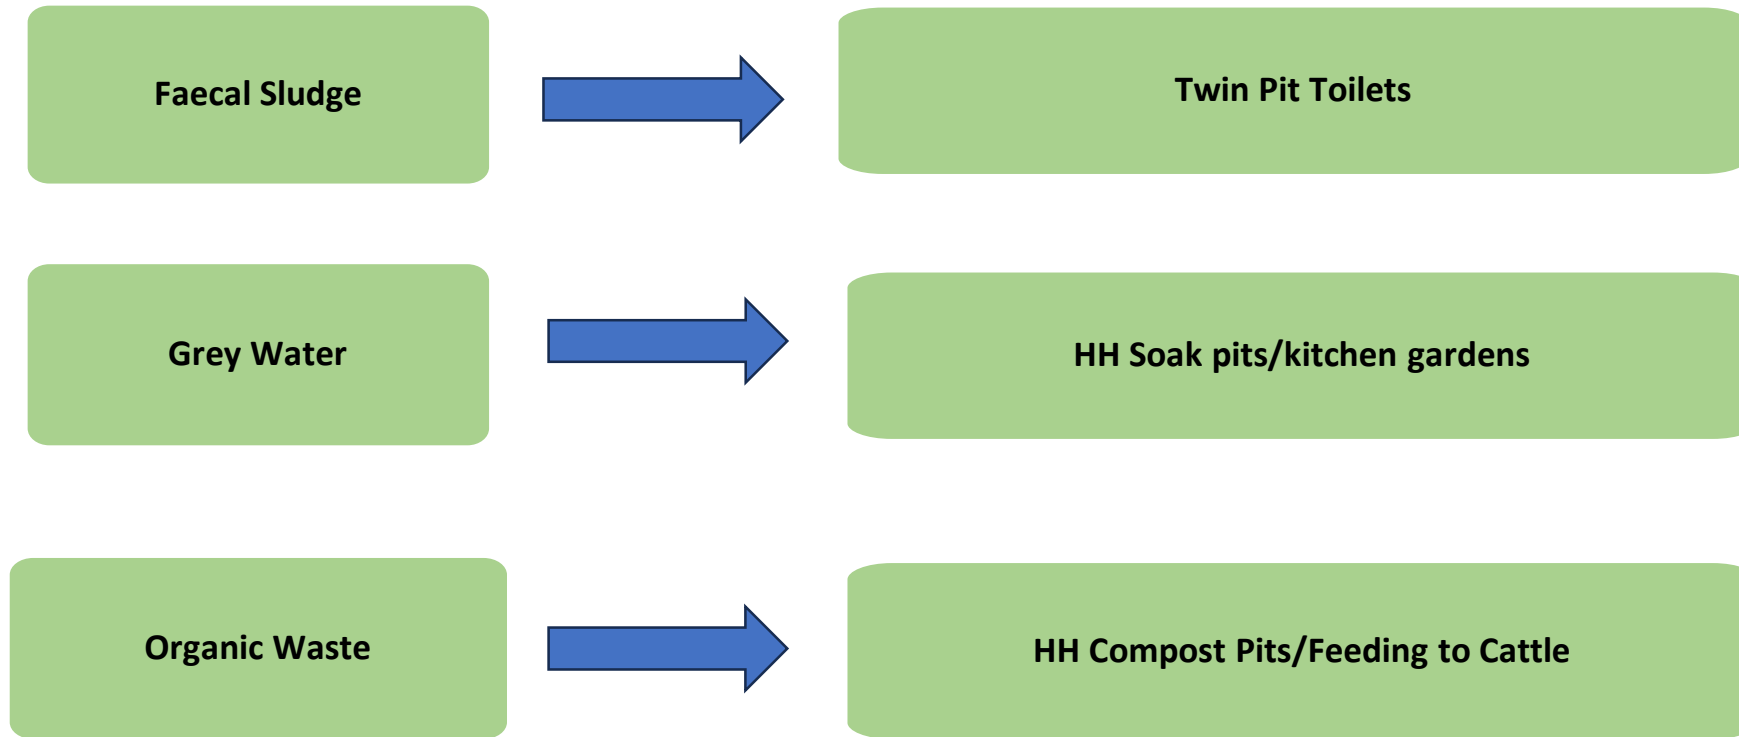 Faecal Sludge
Twin Pit Toilets
Grey Water
HH Soak pits/kitchen gardens
Organic Waste
HH Compost Pits/Feeding to Cattle